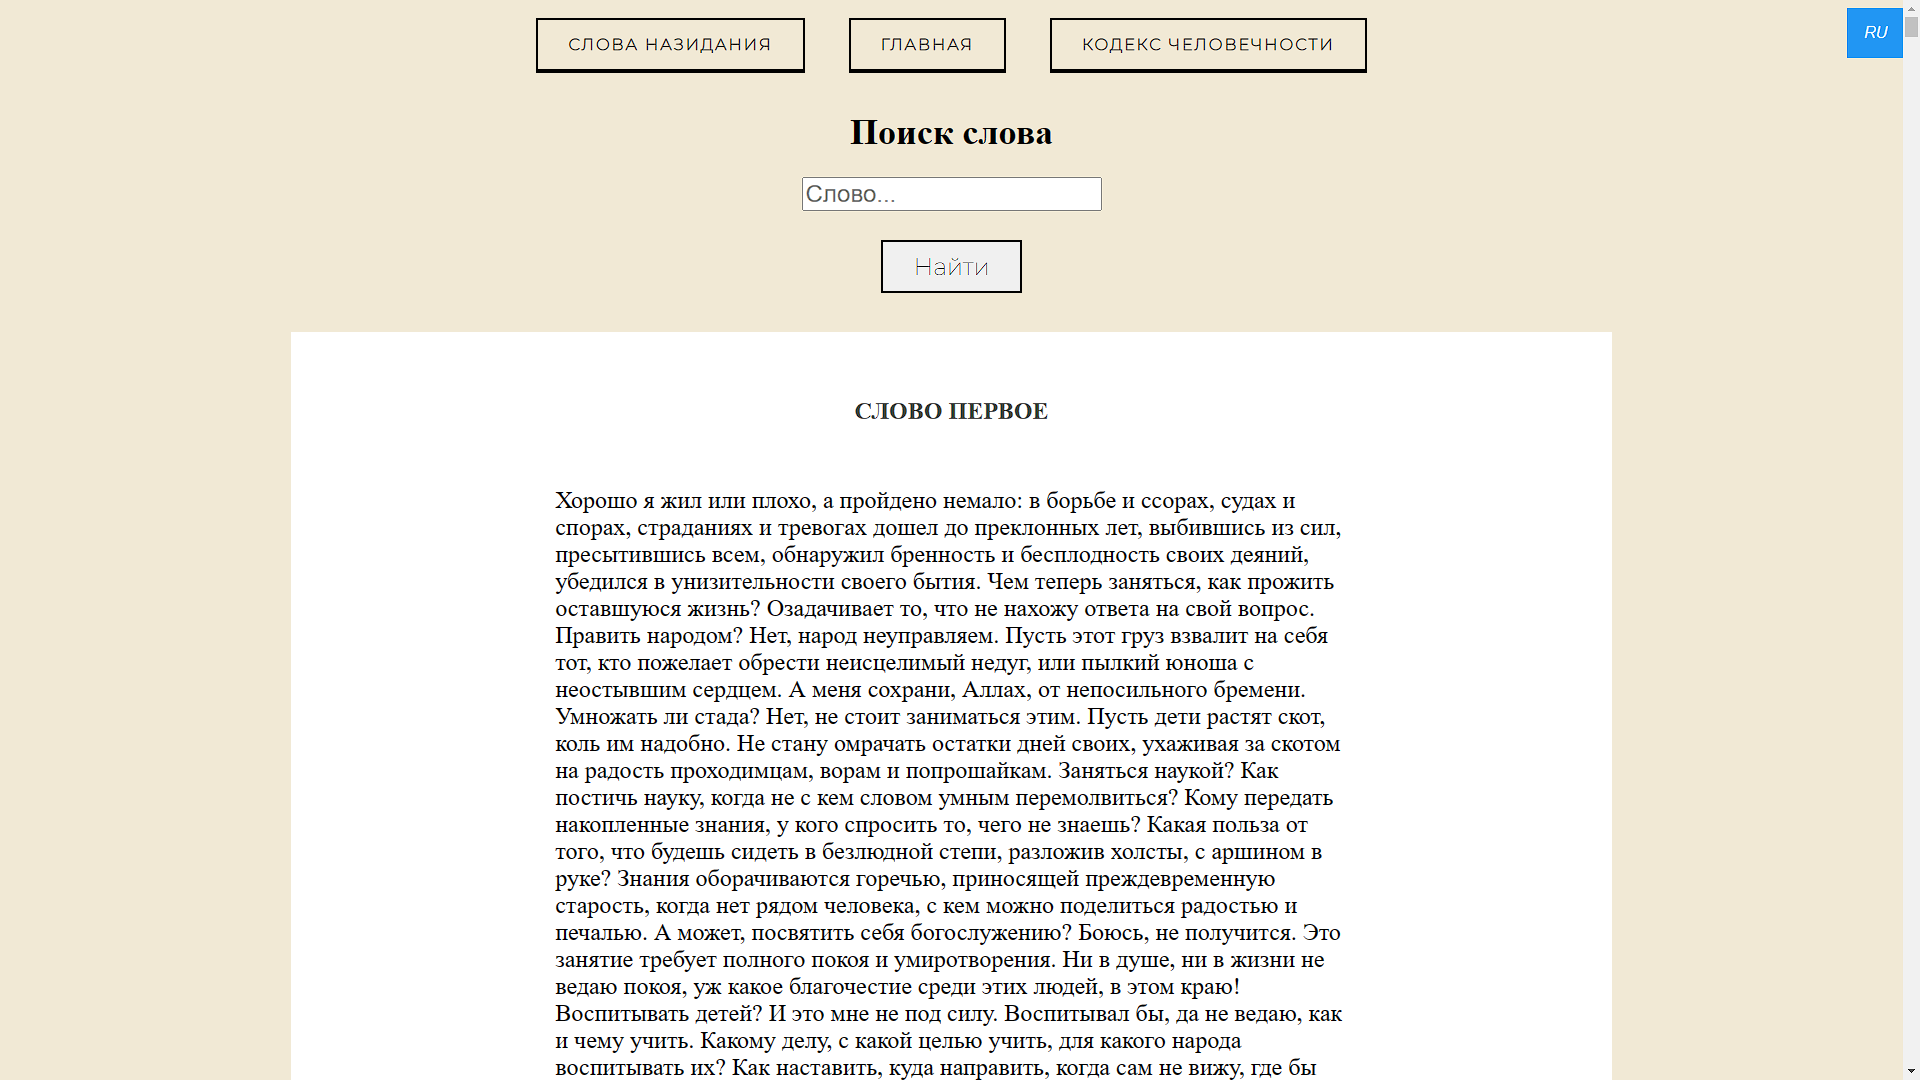 СЛОВА НАЗИДАНИЯ
ГЛАВНАЯ
КОДЕКС ЧЕЛОВЕЧНОСТИ
RU
Поиск слова
Слово...
Найти
СЛОВО ПЕРВОЕ
Хорошо я жил или плохо, а пройдено немало: в борьбе и ссорах, судах и
спорах, страданиях и тревогах дошел до преклонных лет, выбившись из сил,
пресытившись всем, обнаружил бренность и бесплодность своих деяний,
убедился в унизительности своего бытия. Чем теперь заняться, как прожить
оставшуюся жизнь? Озадачивает то, что не нахожу ответа на свой вопрос.
Править народом? Нет, народ неуправляем. Пусть этот груз взвалит на себя
тот, кто пожелает обрести неисцелимый недуг, или пылкий юноша с
неостывшим сердцем. А меня сохрани, Аллах, от непосильного бремени.
Умножать ли стада? Нет, не стоит заниматься этим. Пусть дети растят скот,
коль им надобно. Не стану омрачать остатки дней своих, ухаживая за скотом
на радость проходимцам, ворам и попрошайкам. Заняться наукой? Как
постичь науку, когда не с кем словом умным перемолвиться? Кому передать
накопленные знания, у кого спросить то, чего не знаешь? Какая польза от
того, что будешь сидеть в безлюдной степи, разложив холсты, с аршином в
руке? Знания оборачиваются горечью, приносящей преждевременную
старость, когда нет рядом человека, с кем можно поделиться радостью и
печалью. А может, посвятить себя богослужению? Боюсь, не получится. Это
занятие требует полного покоя и умиротворения. Ни в душе, ни в жизни не
ведаю покоя, уж какое благочестие среди этих людей, в этом краю!
Воспитывать детей? И это мне не под силу. Воспитывал бы, да не ведаю, как
и чему учить. Какому делу, с какой целью учить, для какого народа
воспитывать их? Как наставить, куда направить, когда сам не вижу, где бы